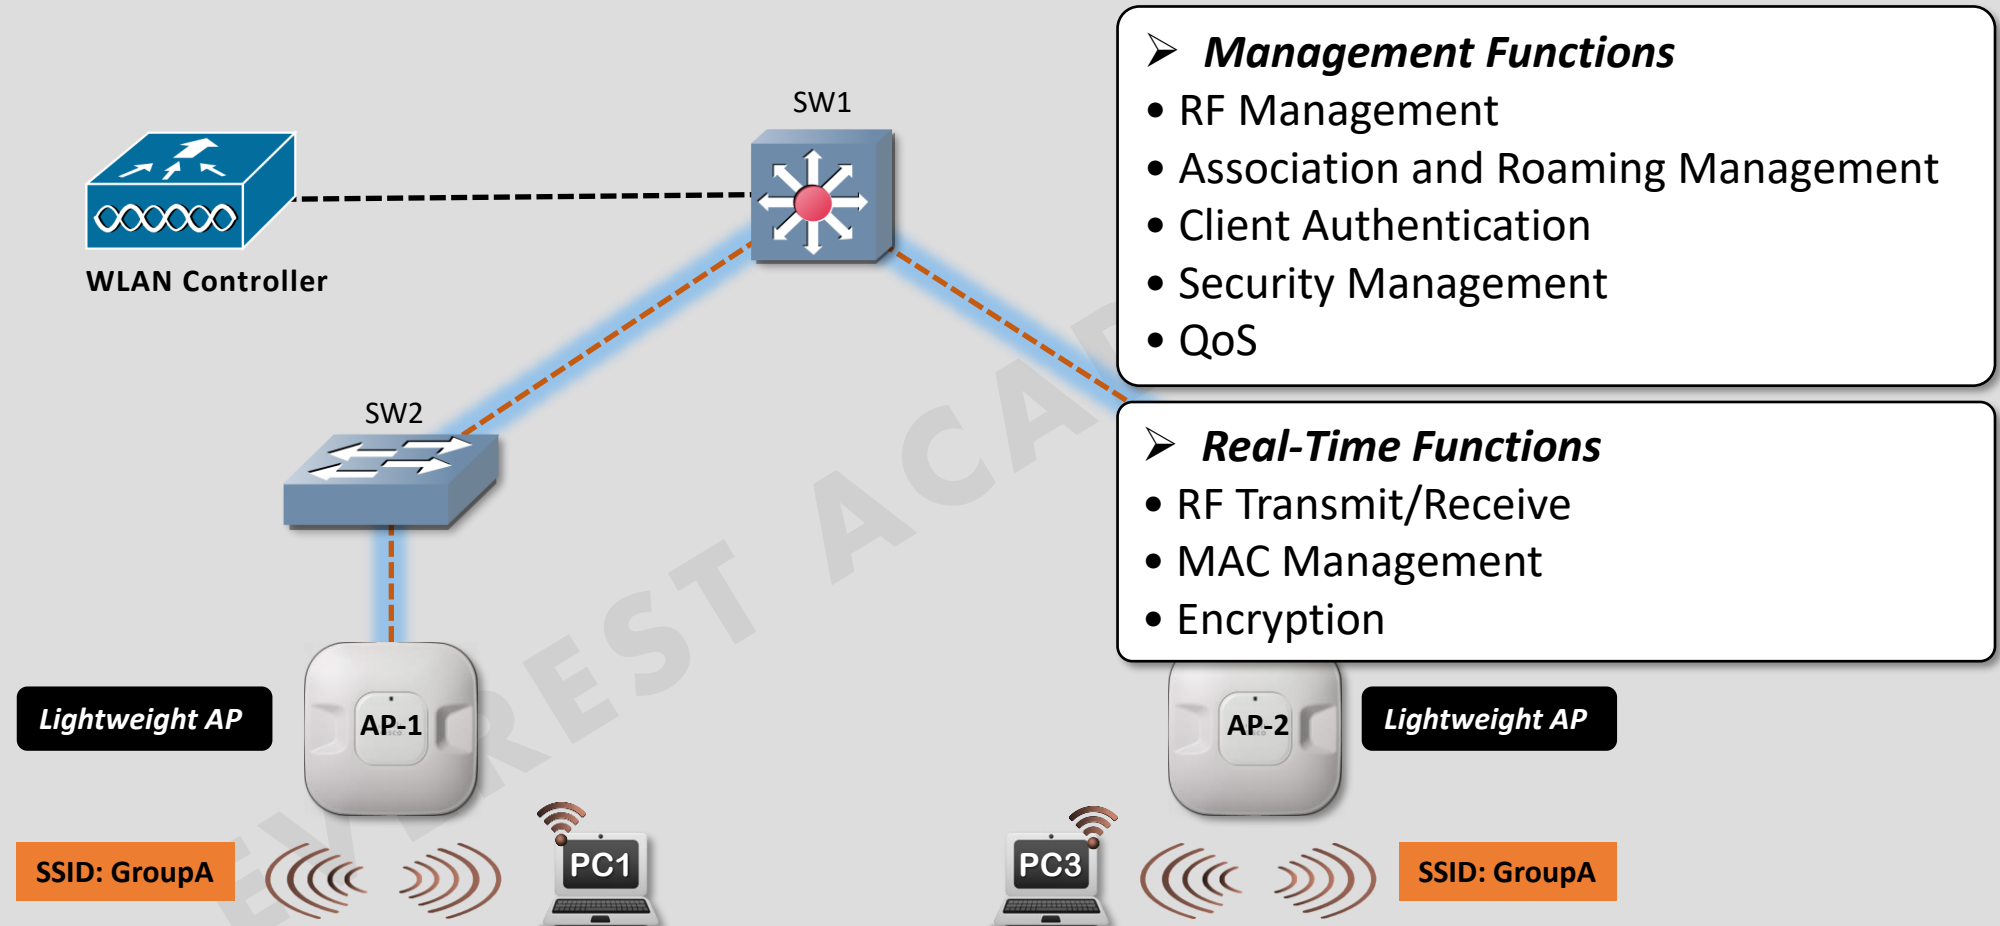 ➢ Management Functions
• RF Management
• Association and Roaming Management
• Client Authentication
• Security Management
• QoS
SW1
WLAN Controller
SW2
➢ Real-Time Functions
• RF Transmit/Receive
• MAC Management
• Encryption
Lightweight AP
AP-1
AP-2
Lightweight AP
SSID: GroupA
PC1
PC3
SSID: GroupA